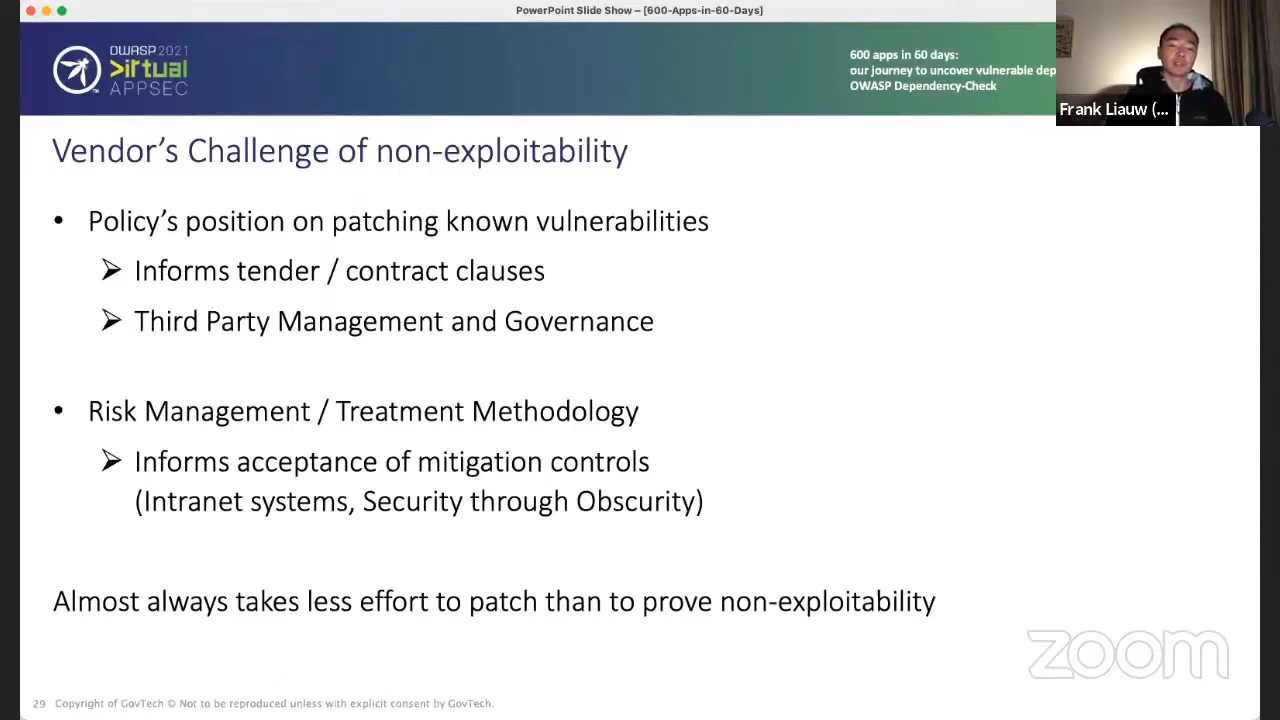 PowerPoint Slide Show – [600-Apps-in-60-Days]
OWASP 2021
>irtual
APPSEC
600 apps in 60 days:
our journey to uncover vulnerable dep
OWASP Dependency-Check
Frank Liauw (...
Vendor’s Challenge of non-exploitability
• Policy’s position on patching known vulnerabilities
➢ Informs tender / contract clauses
➢ Third Party Management and Governance
• Risk Management / Treatment Methodology
➢ Informs acceptance of mitigation controls
(Intranet systems, Security through Obscurity)
Almost always takes less effort to patch than to prove non-exploitability
zoom
29 Copyright of GovTech © Not to be reproduced unless with explicit consent by GovTech.